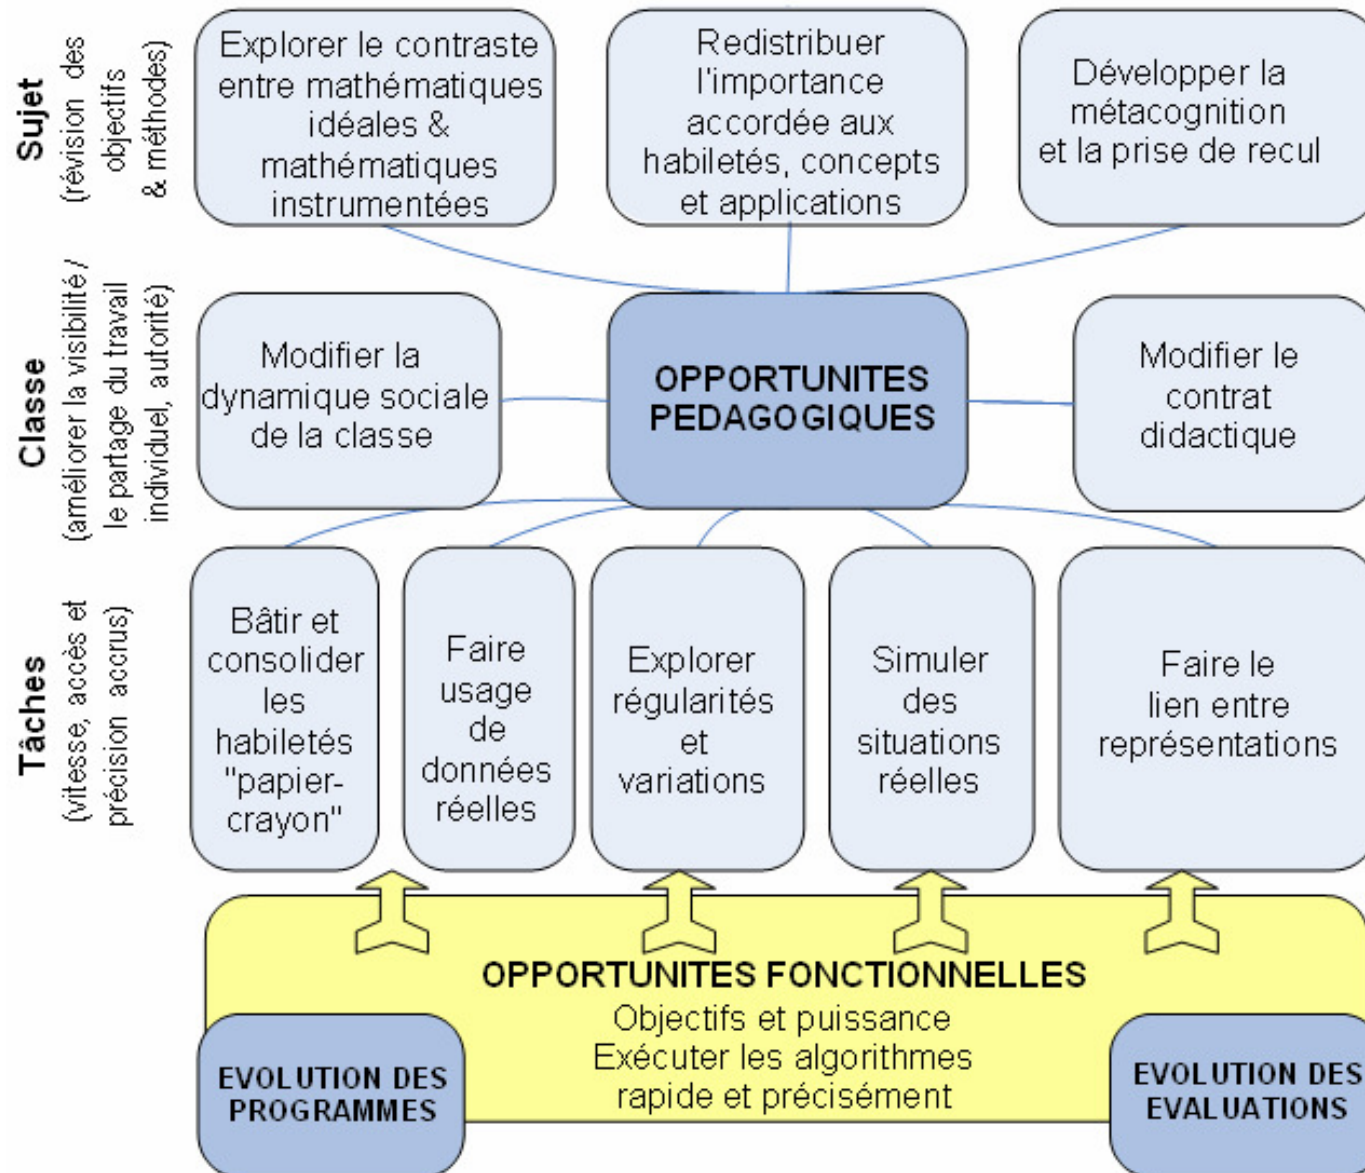 Sujet
(révision des
objectifs
& méthodes)
Explorer le contraste
entre mathématiques
idéales &
mathématiques
instrumentées
Redistribuer
l'importance
accordée aux
habiletés, concepts
et applications
Développer la
métacognition
et la prise de recul
Classe
(améliorer la visibilité /
le partage du travail
individuel, autorité)
Modifier la
dynamique sociale
de la classe
OPPORTUNITES
PEDAGOGIQUES
Modifier le
contrat
didactique
Tâches
(vitesse, accès et
précision accrus)
Bâtir et
consolider
les
habiletés
"papier-
crayon"
Faire
usage
de
données
réelles
Explorer
régularités
et
variations
Simuler
des
situations
réelles
Faire le
lien entre
représentations
OPPORTUNITES FONCTIONNELLES
Objectifs et puissance
Exécuter les algorithmes
rapide et précisément
EVOLUTION DES
PROGRAMMES
EVOLUTION DES
EVALUATIONS